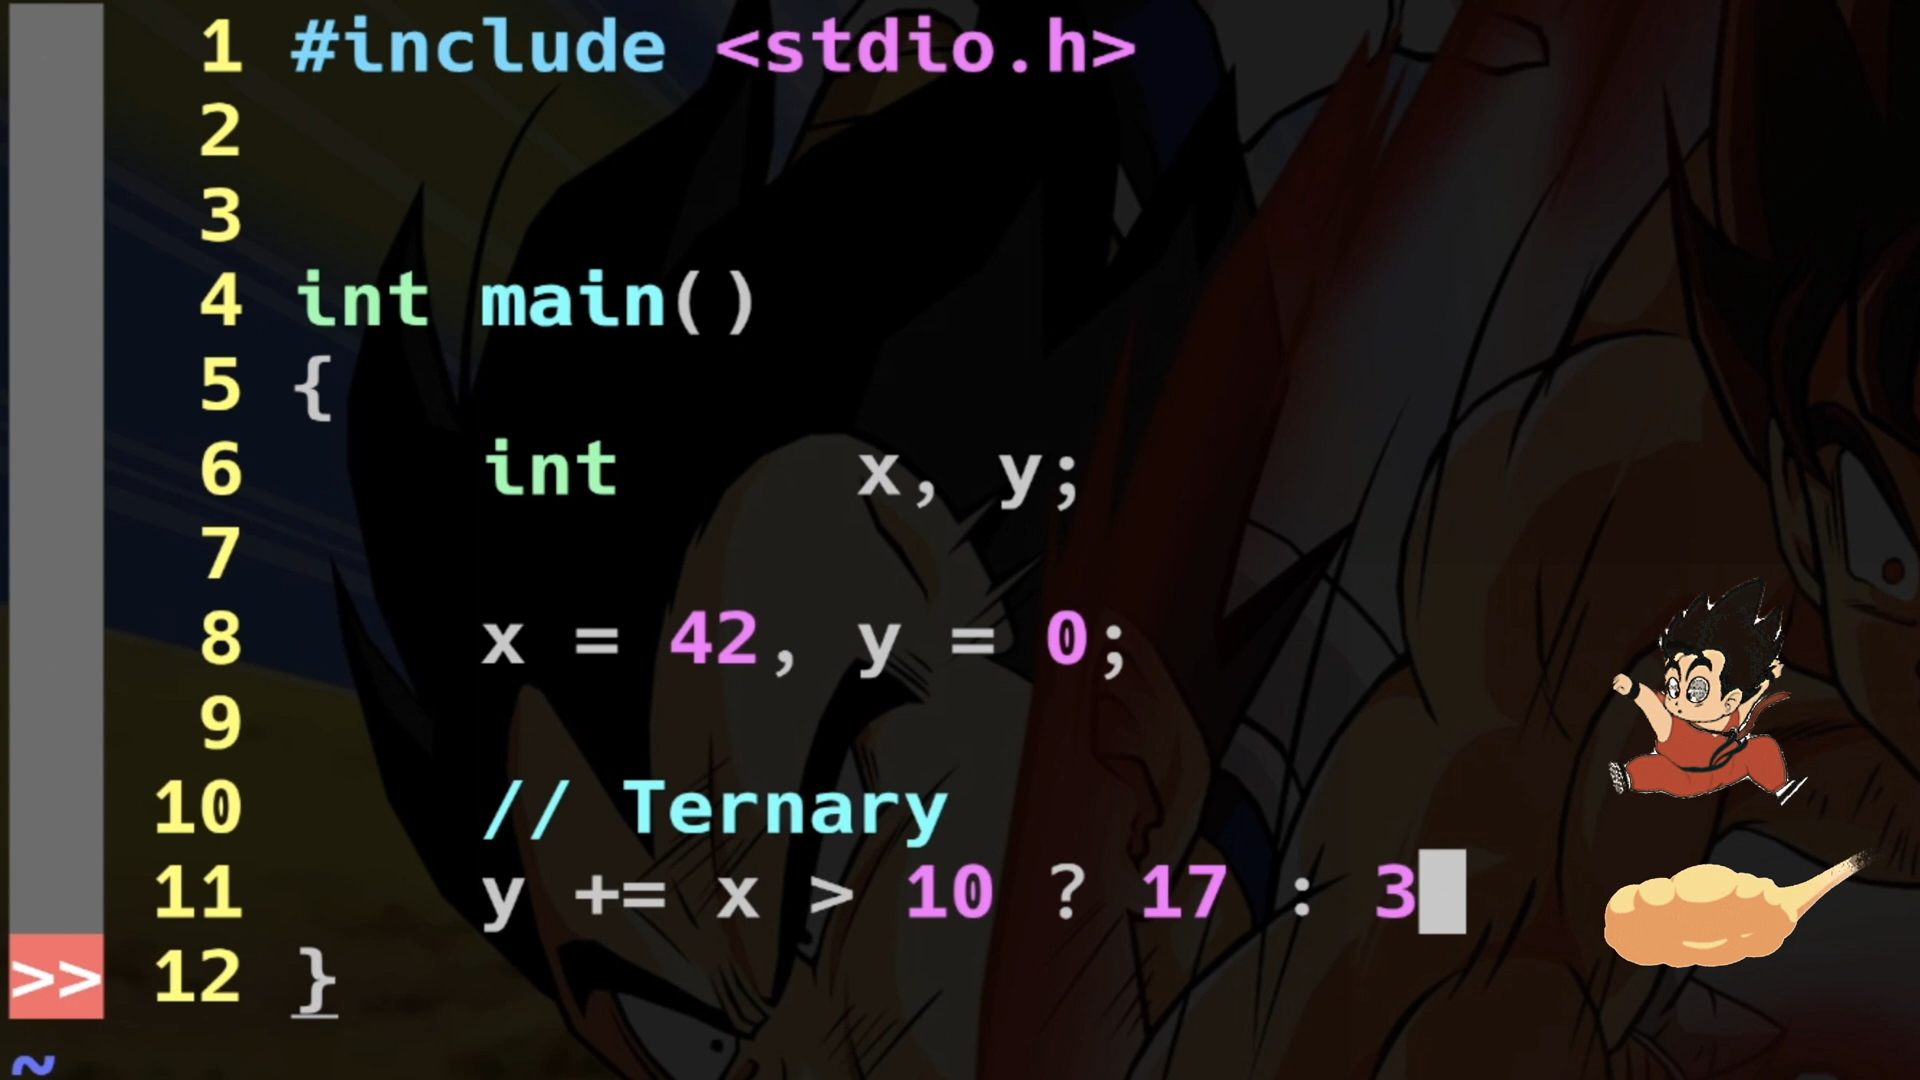 1 #include <stdio.h>
2
3
4 int main()
5 {
6     int     x, y;
7
8     x = 42, y = 0;
9
10     // Ternary
11     y += x > 10 ? 17 : 3
>> 12 }
~